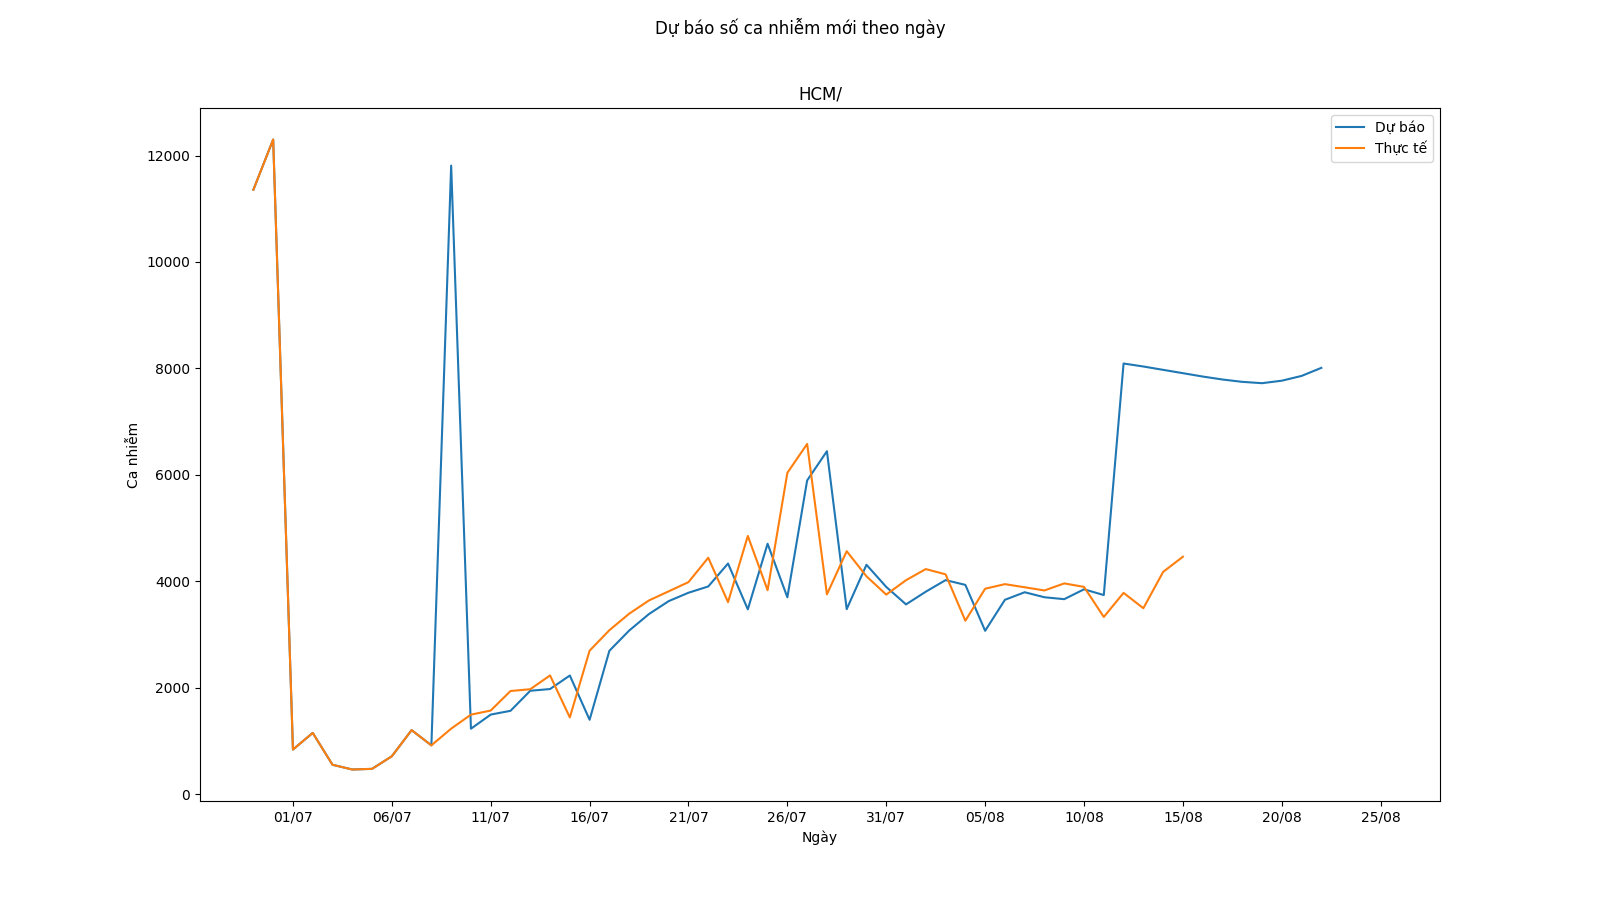 Dự báo số ca nhiễm mới theo ngày
HCM/
Dự báo
Thực tế
12000
10000
8000
6000
4000
2000
0
Ca nhiễm
01/07 06/07 11/07 16/07 21/07 26/07 31/07 05/08 10/08 15/08 20/08 25/08
Ngày